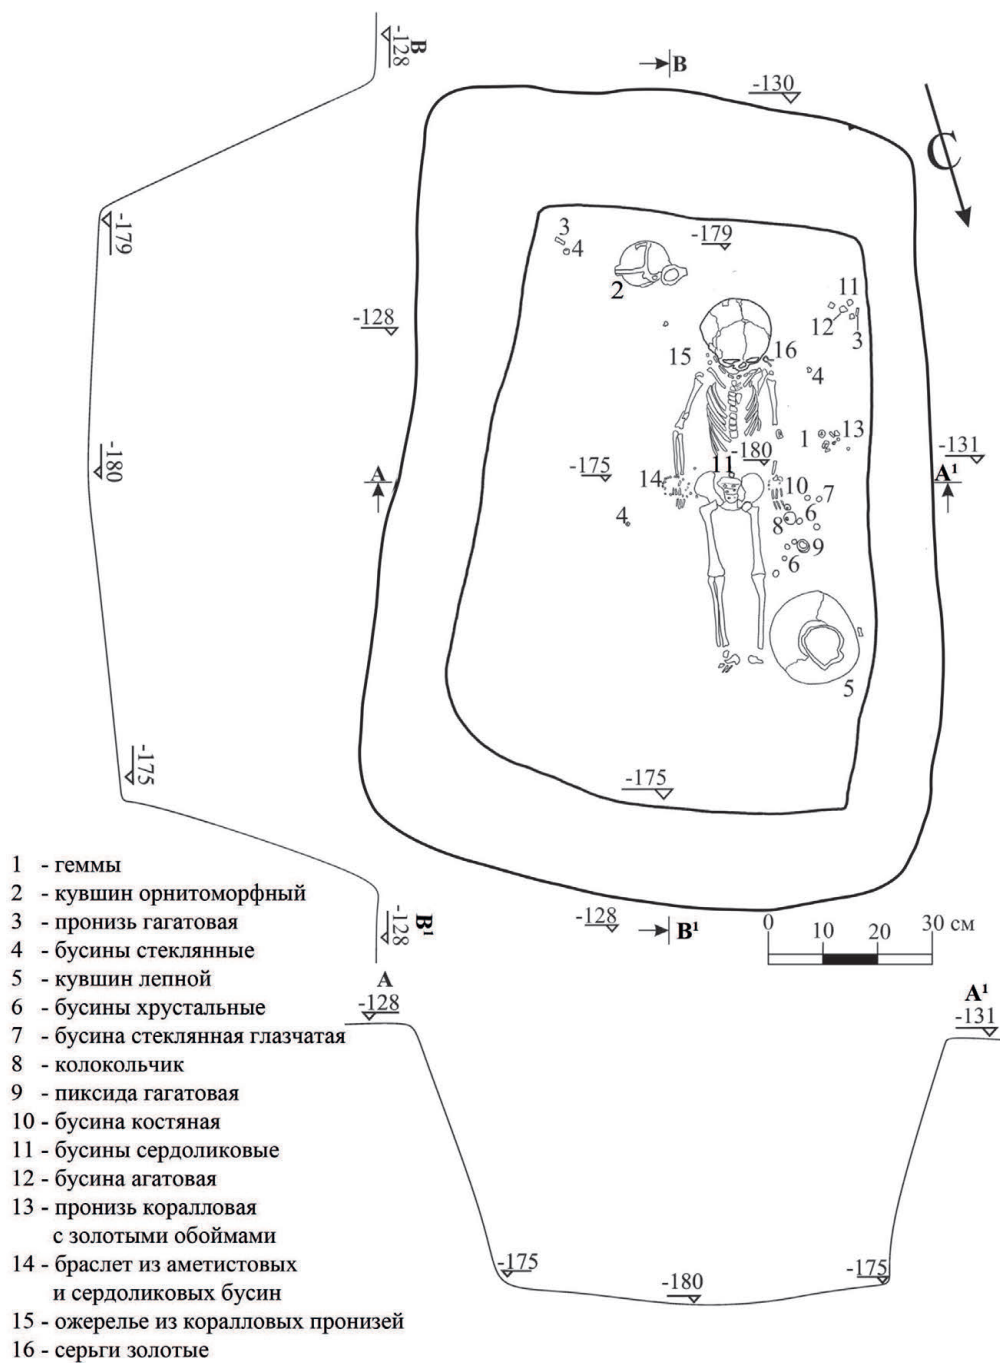 В
-128
В
-130
С
-179
3
4
-179
2
11
12
3
-128
15
16
4
1
13
А
-180
-175
11
-180
-131
А¹
14
10
7
4
8
6
9
6
5
-175
-175
1 - геммы
2 - кувшин орнитоморфный
3 - пронизь гагатовая
4 - бусины стеклянные
5 - кувшин лепной
6 - бусины хрустальные
7 - бусина стеклянная глазчатая
8 - колокольчик
9 - пиксида гагатовая
10 - бусина костяная
11 - бусины сердоликовые
12 - бусина агатовая
13 - пронизь коралловая
с золотыми обоймами
14 - браслет из аметистовых
и сердоликовых бусин
15 - ожерелье из коралловых пронизей
16 - серьги золотые
-128
В¹
-128
В¹
0 10 20 30 см
А
-128
А¹
-131
-175
-180
-175